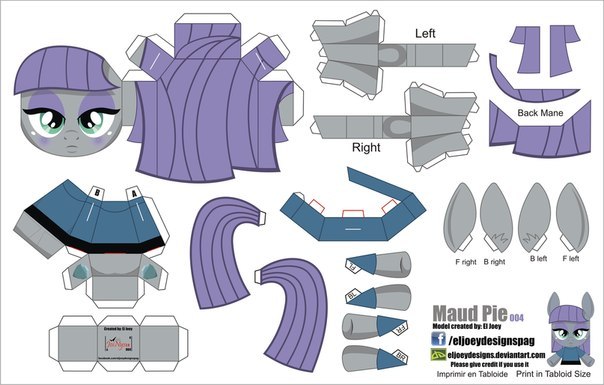 Left
Right
Back Mane
B
A
F right
B right
B left
F left
FL
BL
FR
BR
Created by: El Joey
Maud Pie 004
Model created by: El Joey
/eljoeydesignspag
eljoeydesigns.deviantart.com
Please give credit if you use it
Imprimir en Tabloide
Print in Tabloid Size